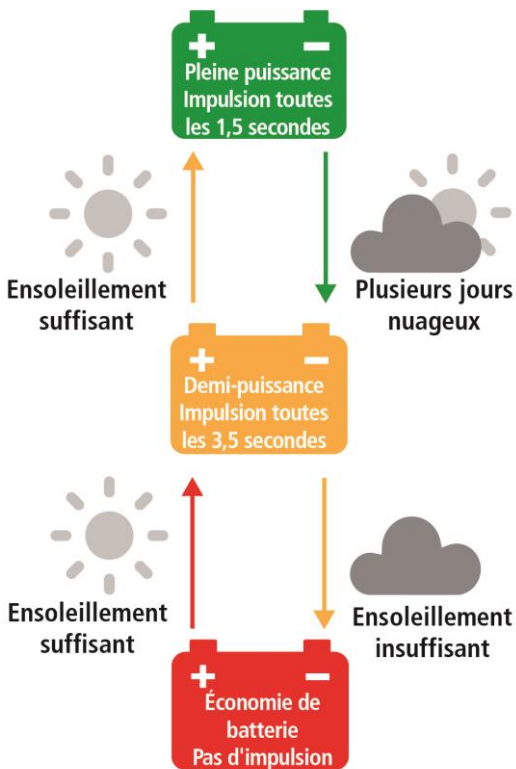 Pleine puissance
Impulsion toutes
les 1,5 secondes
Ensoleillement
suffisant
Plusieurs jours
nuageux
Demi-puissance
Impulsion toutes
les 3,5 secondes
Ensoleillement
suffisant
Ensoleillement
insuffisant
Économie de
batterie
Pas d'impulsion